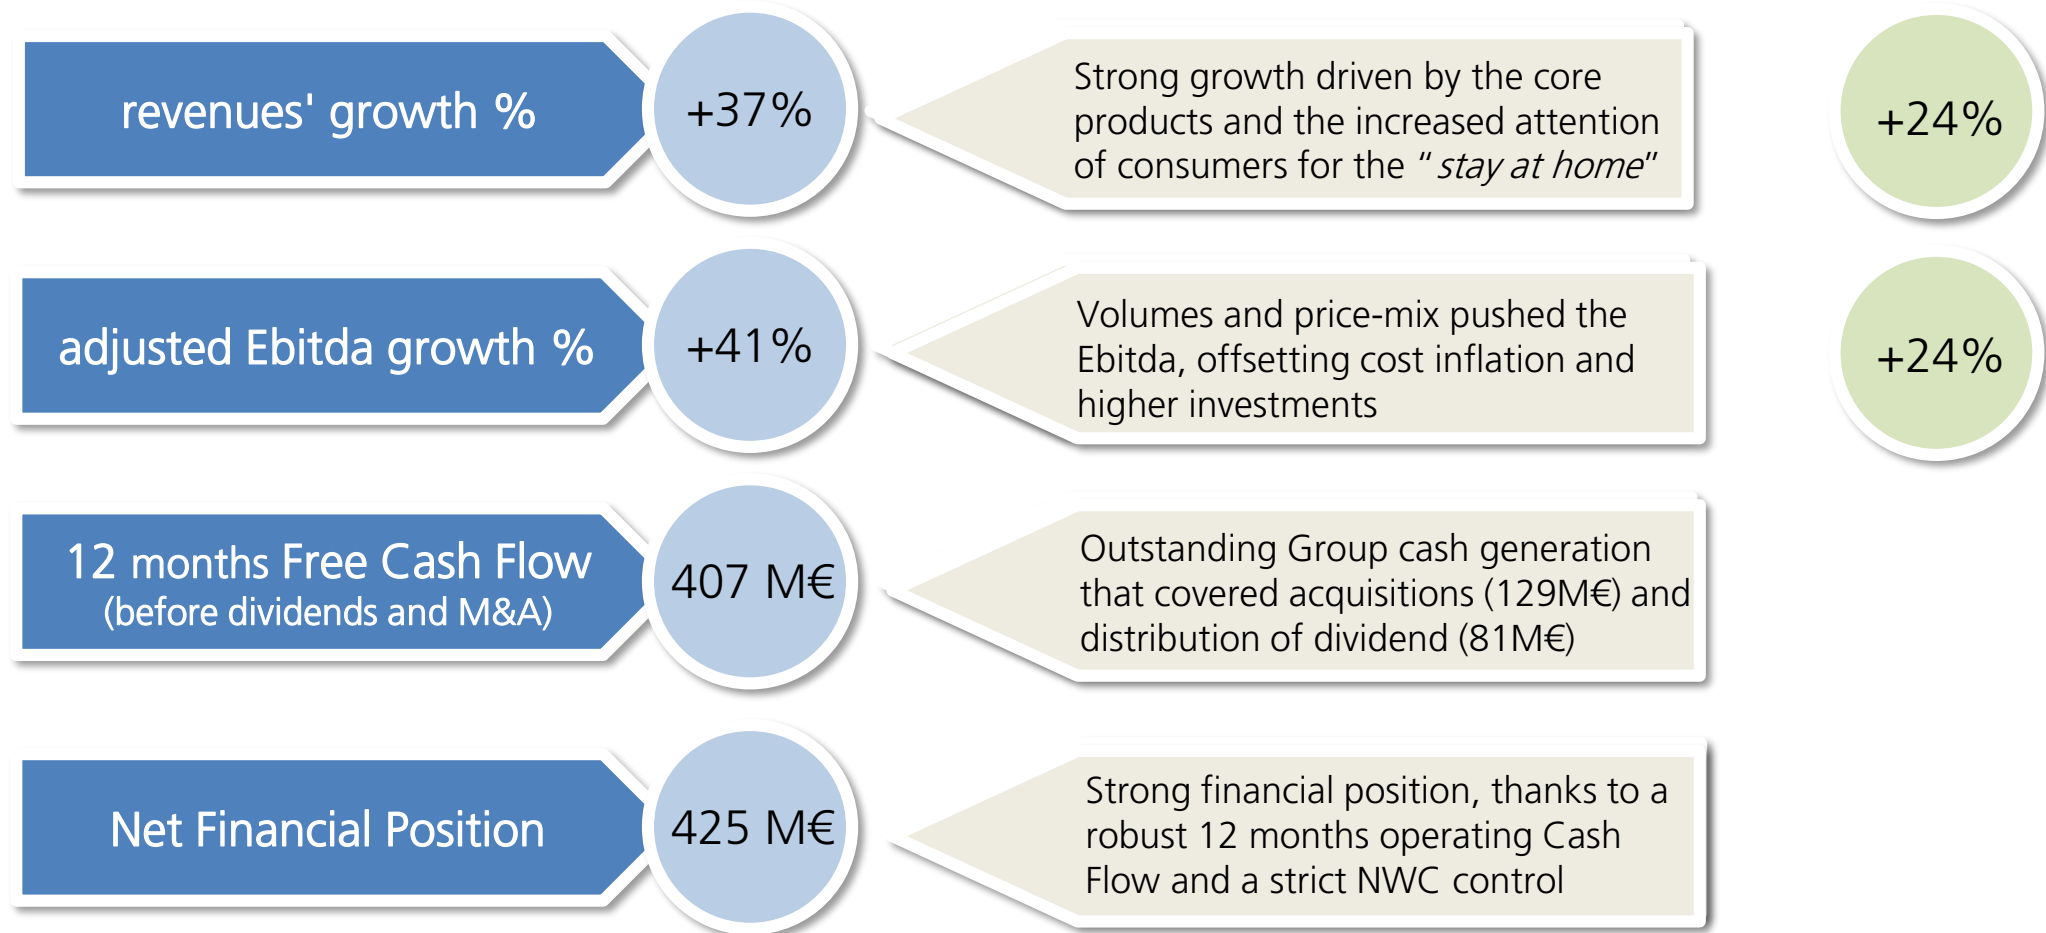 revenues' growth %
+37%
Strong growth driven by the core
products and the increased attention
of consumers for the “stay at home”
+24%
adjusted Ebitda growth %
+41%
Volumes and price-mix pushed the
Ebitda, offsetting cost inflation and
higher investments
+24%
12 months Free Cash Flow
(before dividends and M&A)
407 M€
Outstanding Group cash generation
that covered acquisitions (129M€) and
distribution of dividend (81M€)
Net Financial Position
425 M€
Strong financial position, thanks to a
robust 12 months operating Cash
Flow and a strict NWC control